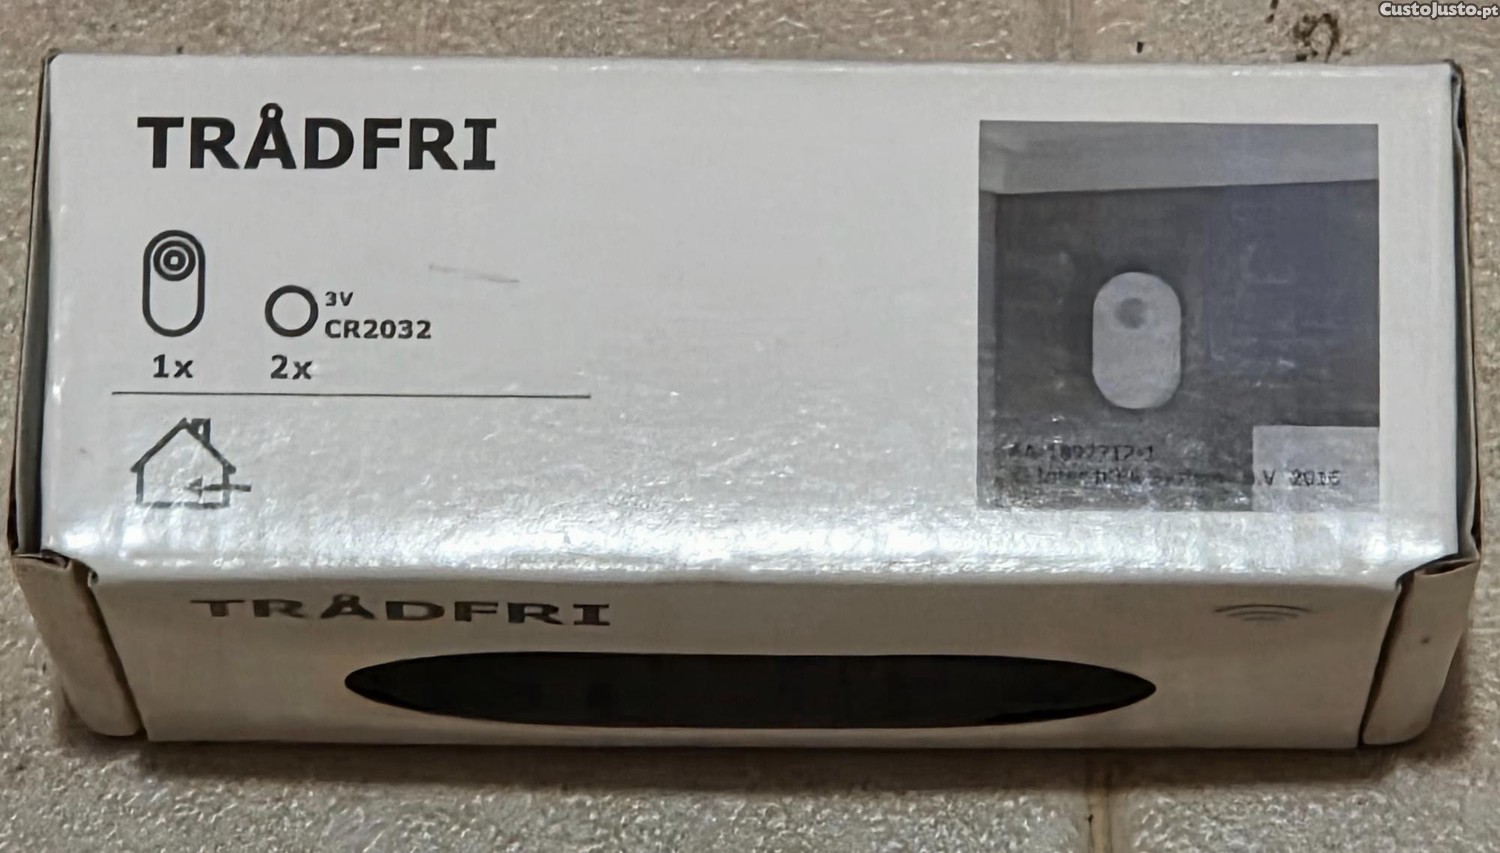 CustoJusto.pt
TRÅDFRI
3V
CR2032
1x
2x
V 2016
TRÅDFRI